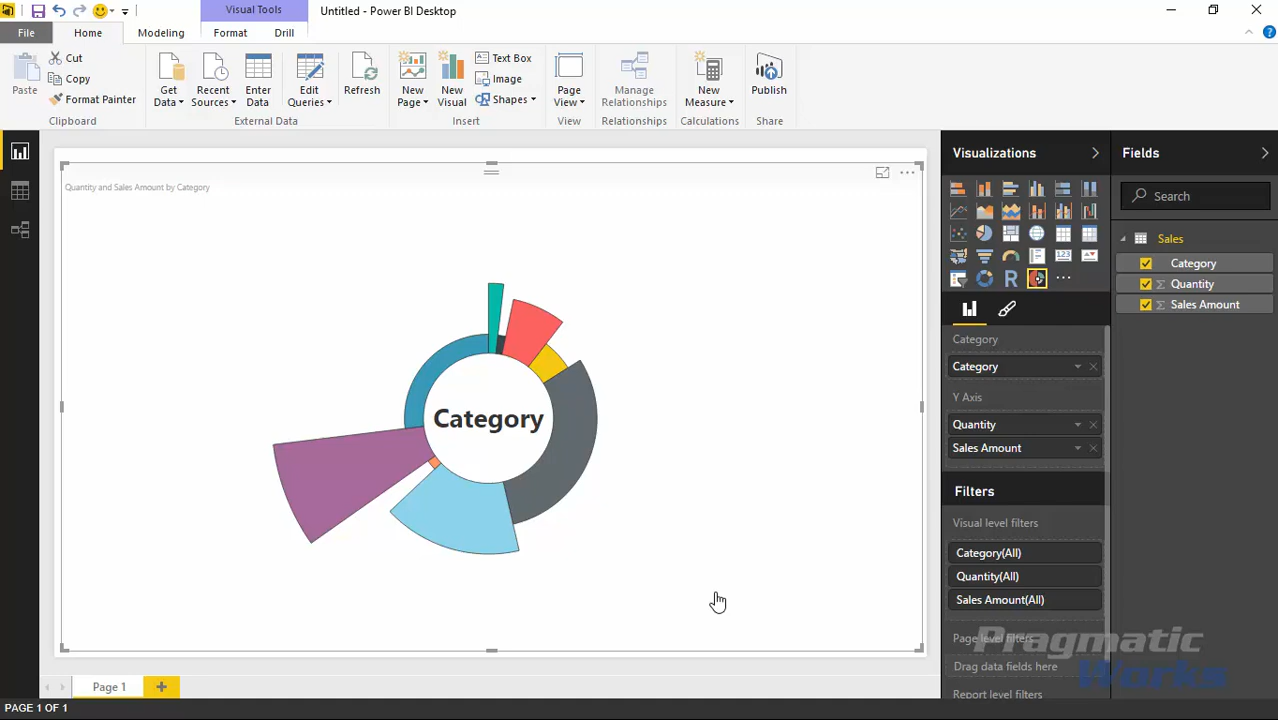 Visual Tools
Untitled - Power BI Desktop
File
Home
Modeling
Format
Drill
Paste
Cut
Copy
Format Painter
Clipboard
Get Data
Recent Sources
Enter Data
Edit Queries
Refresh
External Data
New Page
New Visual
Text Box
Image
Shapes
Insert
Page View
View
Manage Relationships
Relationships
New Measure
Calculations
Publish
Share
Quantity and Sales Amount by Category
Category
Visualizations
R
123
Category
Category
Y Axis
Quantity
Sales Amount
Filters
Visual level filters
Category(All)
Quantity(All)
Sales Amount(All)
Page level filters
Drag data fields here
Report level filters
Fields
Search
Sales
Category
Σ Quantity
Σ Sales Amount
Pragmatic
Works
Page 1
PAGE 1 OF 1